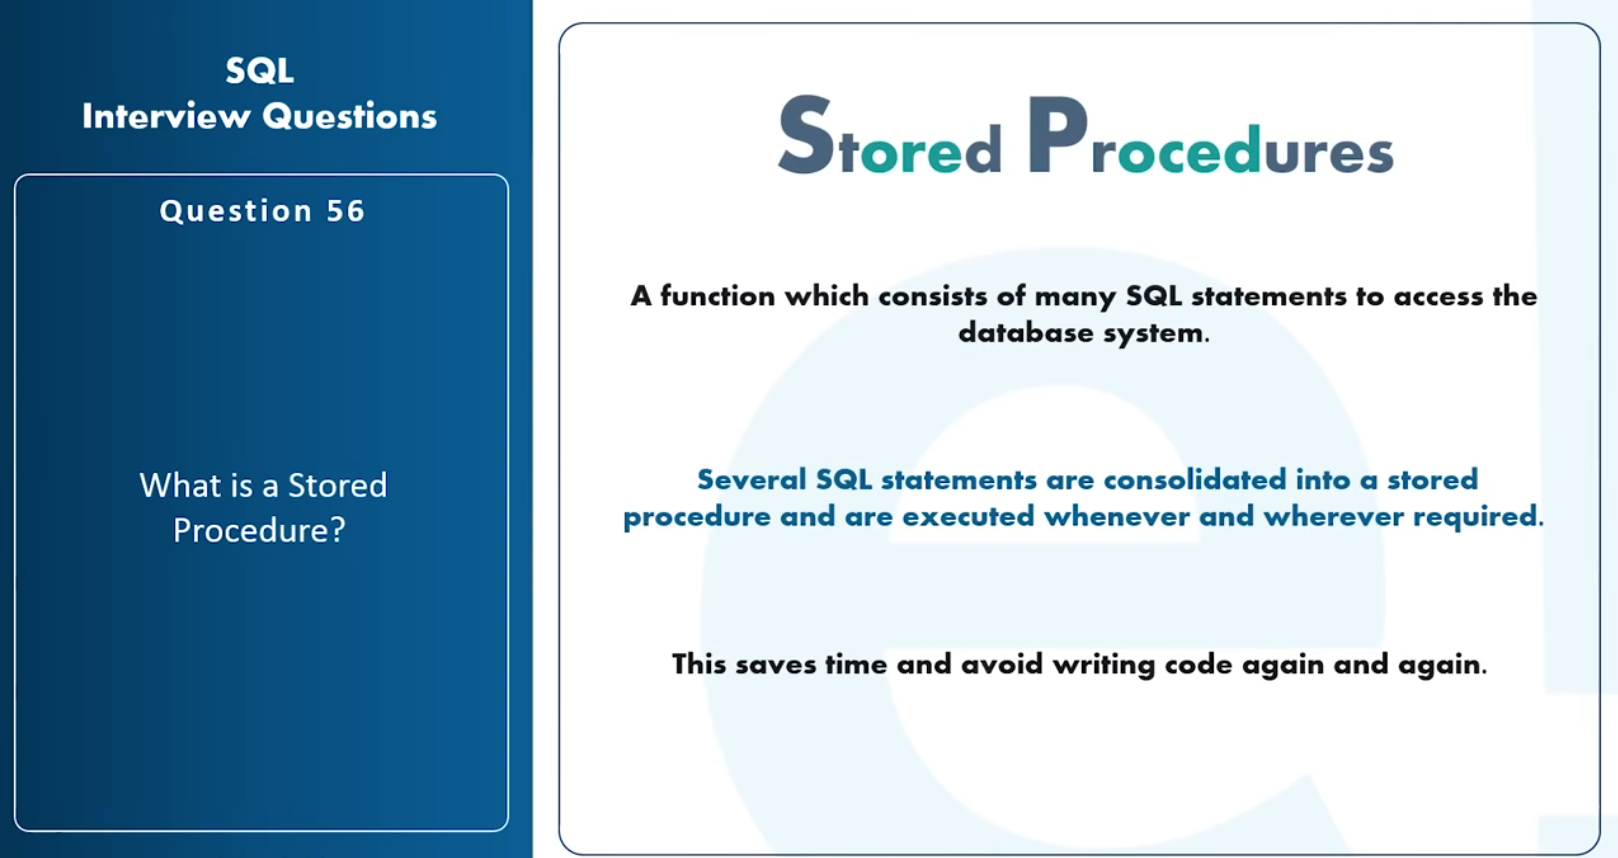 SQL
Interview Questions
Question 56
What is a Stored
Procedure?
Stored Procedures
A function which consists of many SQL statements to access the
database system.
Several SQL statements are consolidated into a stored
procedure and are executed whenever and wherever required.
This saves time and avoid writing code again and again.